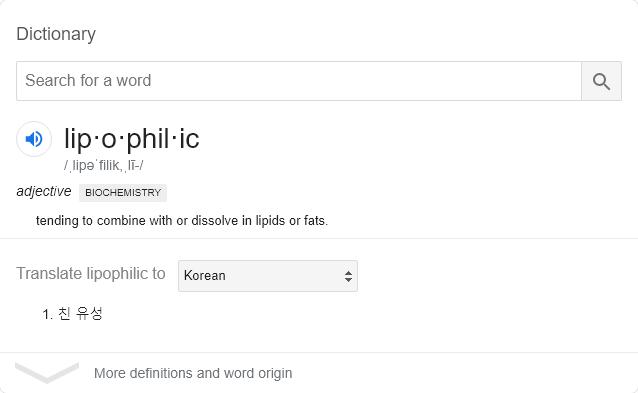 Dictionary
Search for a word
lip·o·phil·ic
/ˌlipəˈfilik,ˌlī-/
adjective BIOCHEMISTRY
tending to combine with or dissolve in lipids or fats.
Translate lipophilic to Korean
1. 친 유성
More definitions and word origin